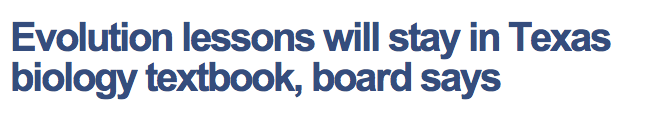 Evolution lessons will stay in Texas
biology textbook, board says